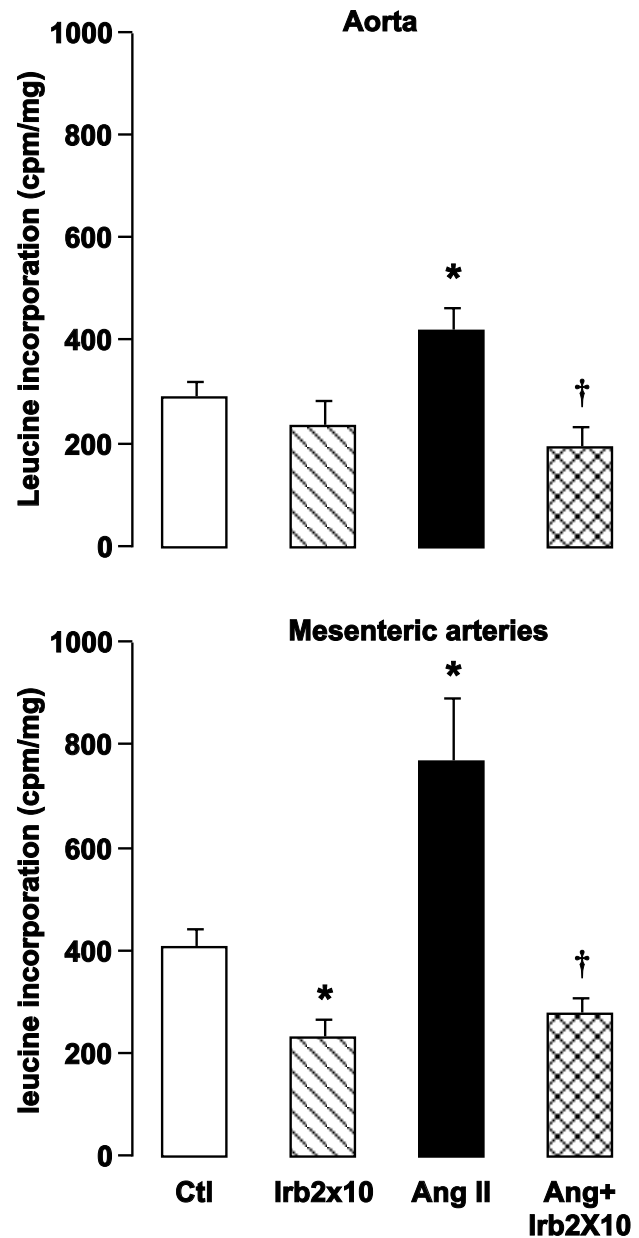 Aorta
Leucine incorporation (cpm/mg)
1000
800
600
400
200
0
*
†
Mesenteric arteries
leucine incorporation (cpm/mg)
1000
800
600
400
200
0
*
*
†
Ctl
Irb2x10
Ang II
Ang+
Irb2X10